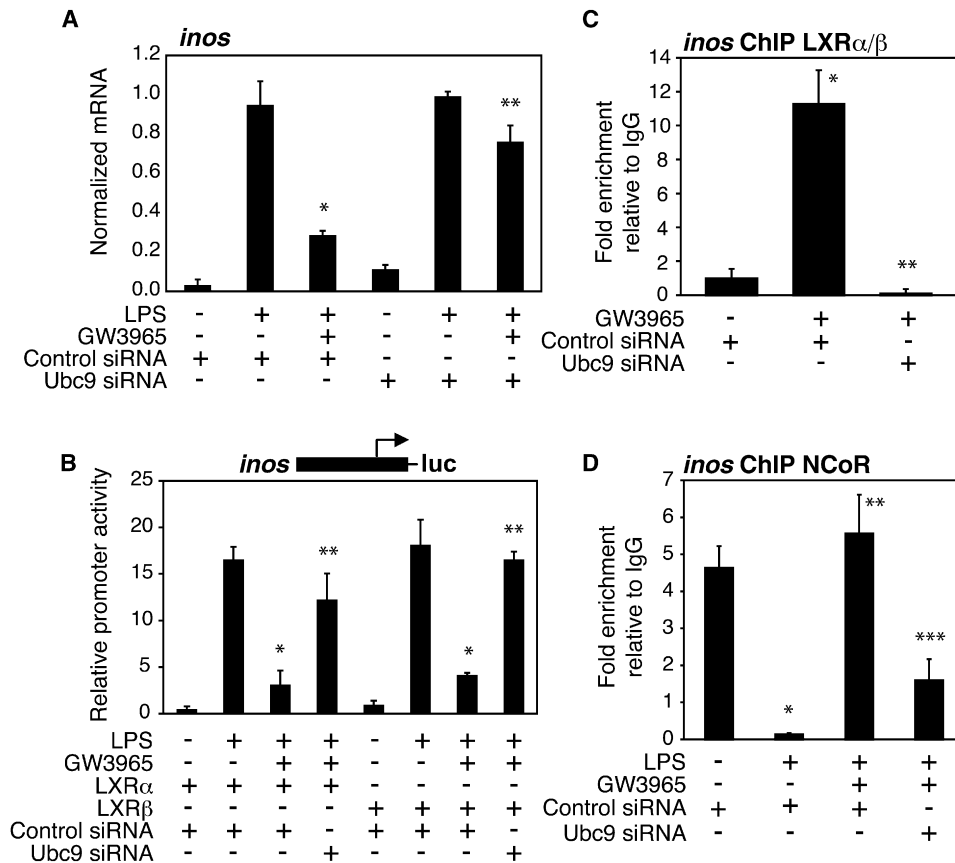 A
inos
Normalized mRNA
1.2
1.0
0.8
0.6
0.4
0.2
0.0
*
**
LPS - + + - + +
GW3965 - - + - - +
Control siRNA + + + - - -
Ubc9 siRNA - - - + + +
B
inos luc
Relative promoter activity
25
20
15
10
5
0
*
**
*
**
LPS - + + + - + + +
GW3965 - - + + - - + +
LXRα + + + + - - - -
LXRβ - - - - + + + +
Control siRNA + + + - + + + -
Ubc9 siRNA - - - + - - - +
C
inos ChIP LXRα/β
Fold enrichment
relative to IgG
14
12
10
8
6
4
2
0
*
**
GW3965 - + +
Control siRNA + + -
Ubc9 siRNA - - +
D
inos ChIP NCoR
Fold enrichment
relative to IgG
7
6
5
4
3
2
1
0
*
**
***
LPS - + + +
GW3965 - - + +
Control siRNA + + + -
Ubc9 siRNA - - - +